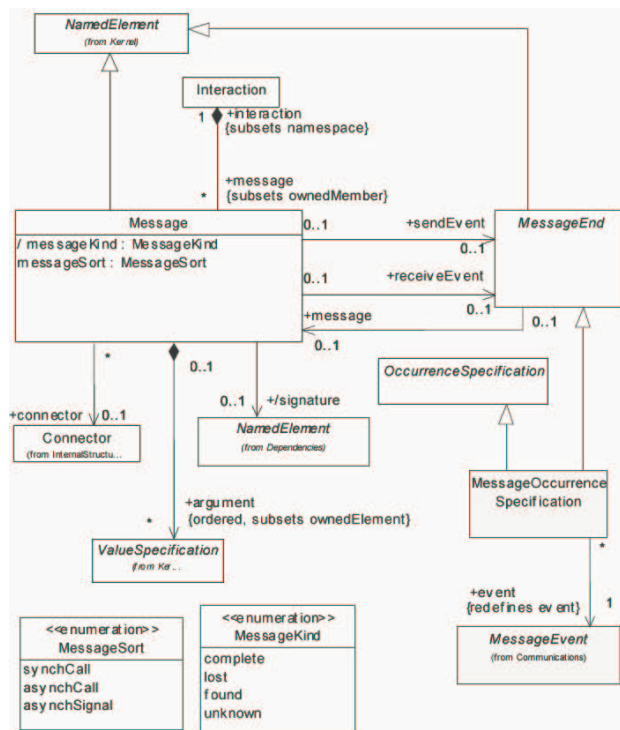 NamedElement
(from Kernel)
Interaction
1
+interaction
{subsets namespace}
+message
*
{subsets ownedMember}
Message
/ messageKind : MessageKind
messageSort : MessageSort
0..1
+sendEvent
0..1
MessageEnd
0..1
+receiveEvent
0..1
+message
0..1
0..1
*
0..1
+connector
0..1
Connector
(from InternalStructu...
0..1
+/signature
NamedElement
(from Dependencies)
OccurrenceSpecification
MessageOccurrence
Specification
+argument
*
{ordered, subsets ownedElement}
ValueSpecification
(from Ker...
*
+event
{redefines event}
1
MessageEvent
(from Communications)
<<enumeration>>
MessageSort
synchCall
asynchCall
asynchSignal
<<enumeration>>
MessageKind
complete
lost
found
unknown